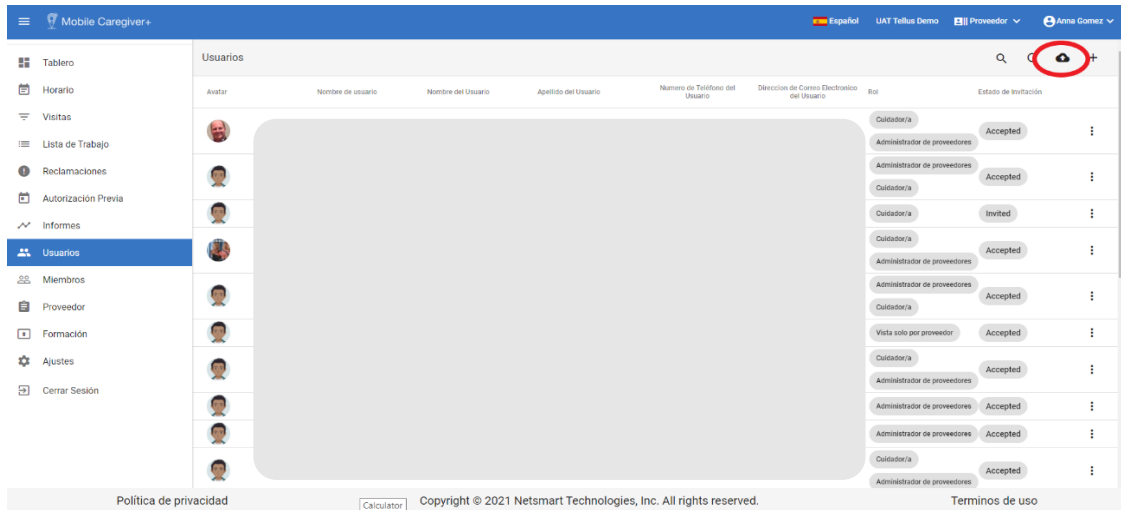 Mobile Caregiver+
Español
UAT Tellus Demo
Proveedor
Anna Gomez
Tablero
Horario
Visitas
Lista de Trabajo
Reclamaciones
Autorización Previa
Informes
Usuarios
Miembros
Proveedor
Formación
Ajustes
Cerrar Sesión
Usuarios
Avatar
Nombre de usuario
Nombre del Usuario
Apellido del Usuario
Numero de Teléfono del
Usuario
Direccion de Correo Electronico
del Usuario
Rol
Estado de Invitación
Cuidador/a
Administrador de proveedores
Accepted
Administrador de proveedores
Cuidador/a
Accepted
Cuidador/a
Invited
Cuidador/a
Administrador de proveedores
Accepted
Administrador de proveedores
Cuidador/a
Accepted
Vista solo por proveedor
Accepted
Cuidador/a
Administrador de proveedores
Accepted
Administrador de proveedores
Accepted
Administrador de proveedores
Accepted
Cuidador/a
Administrador de proveedores
Accepted
Política de privacidad
Calculator
Copyright © 2021 Netsmart Technologies, Inc. All rights reserved.
Terminos de uso